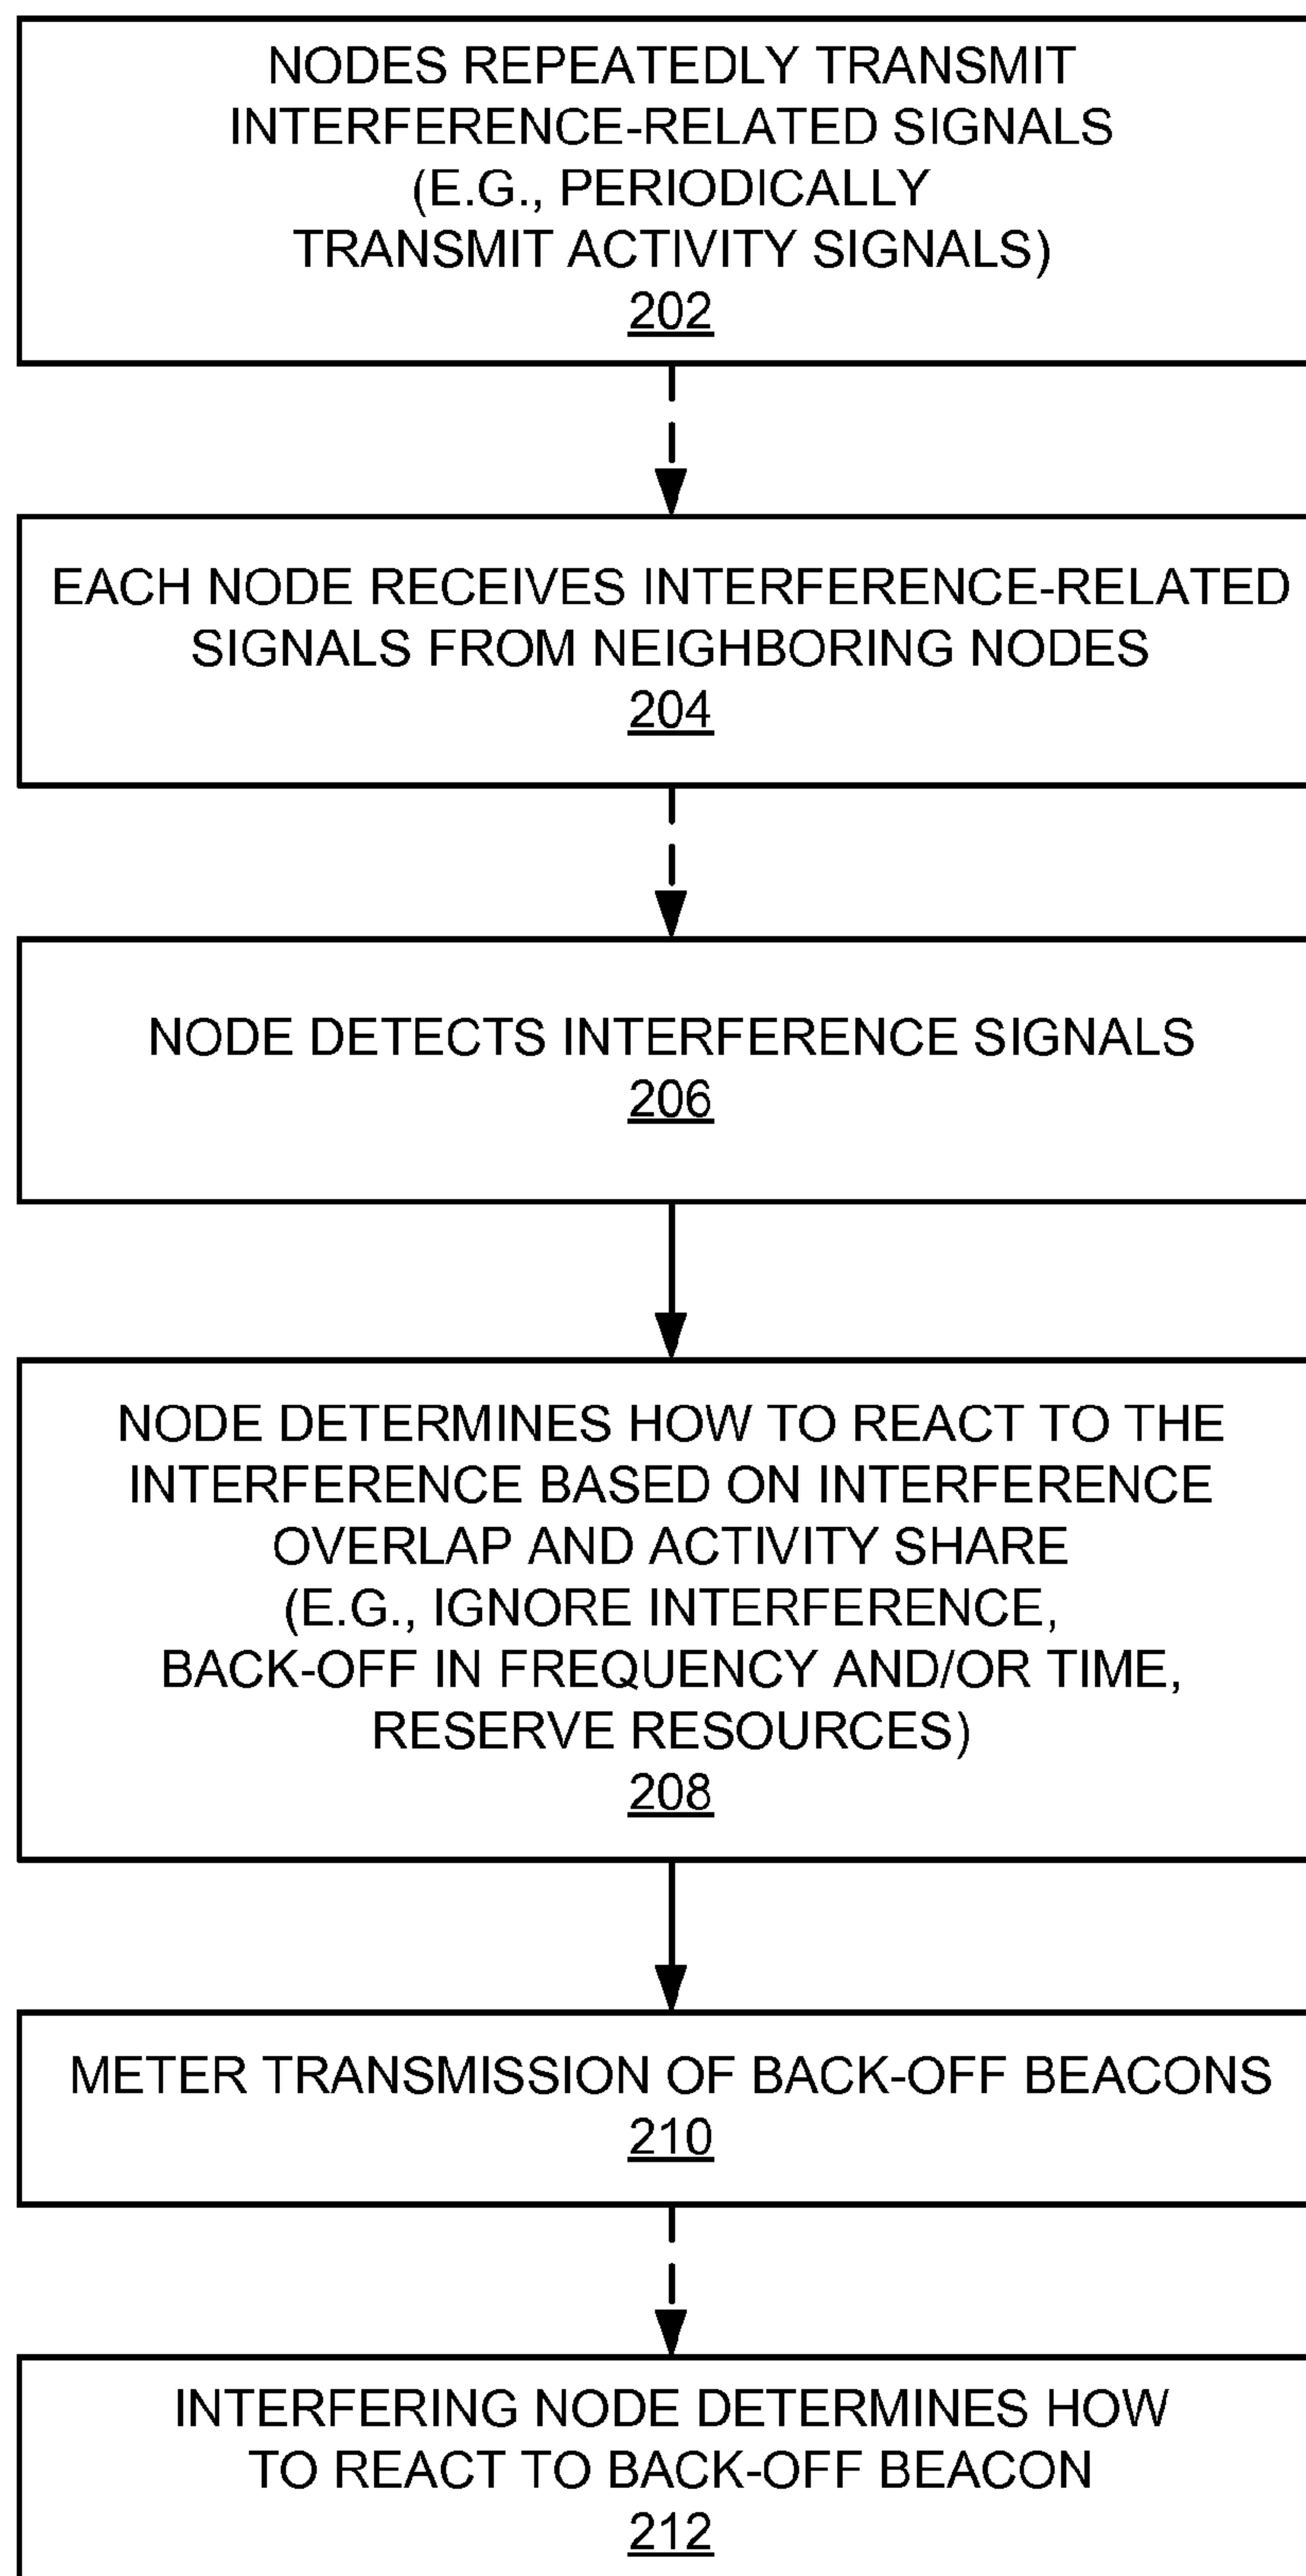 NODES REPEATEDLY TRANSMIT
INTERFERENCE-RELATED SIGNALS
(E.G., PERIODICALLY
TRANSMIT ACTIVITY SIGNALS)
202
EACH NODE RECEIVES INTERFERENCE-RELATED
SIGNALS FROM NEIGHBORING NODES
204
NODE DETECTS INTERFERENCE SIGNALS
206
NODE DETERMINES HOW TO REACT TO THE
INTERFERENCE BASED ON INTERFERENCE
OVERLAP AND ACTIVITY SHARE
(E.G., IGNORE INTERFERENCE,
BACK-OFF IN FREQUENCY AND/OR TIME,
RESERVE RESOURCES)
208
METER TRANSMISSION OF BACK-OFF BEACONS
210
INTERFERING NODE DETERMINES HOW
TO REACT TO BACK-OFF BEACON
212